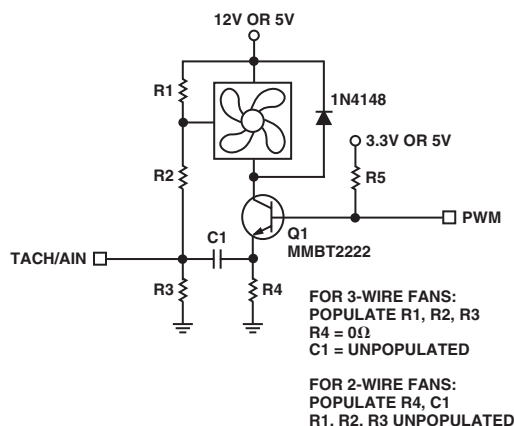 12V OR 5V
R1
1N4148
3.3V OR 5V
R2
R5
PWM
Q1
MMBT2222
C1
TACH/AIN
R3
R4
FOR 3-WIRE FANS:
POPULATE R1, R2, R3
R4 = 0Ω
C1 = UNPOPULATED
FOR 2-WIRE FANS:
POPULATE R4, C1
R1, R2, R3 UNPOPULATED